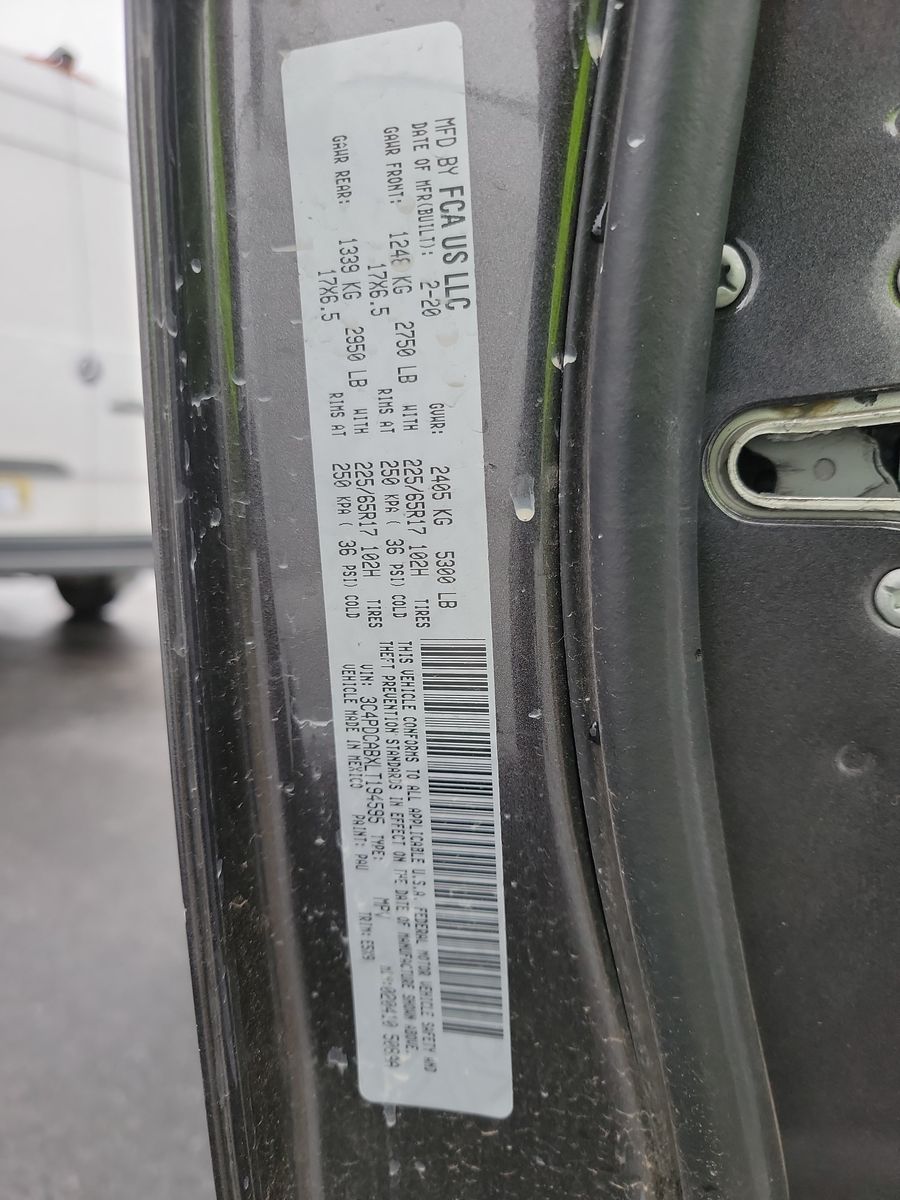 MFD BY FCA US LLC
DATE OF MFR(BUILT): 2-20 GVWR: 2405 KG 5300 LB
GAWR FRONT: 1248 KG 2750 LB WITH 225/65R17 102H TIRES
17X6.5 RIMS AT 250 KPA ( 36 PSI) COLD
GAWR REAR: 1339 KG 2950 LB WITH 225/65R17 102H TIRES
17X6.5 RIMS AT 250 KPA ( 36 PSI) COLD
THIS VEHICLE CONFORMS TO ALL APPLICABLE U.S.A. FEDERAL MOTOR VEHICLE SAFETY AND
THEFT PREVENTION STANDARDS IN EFFECT ON THE DATE OF MANUFACTURE SHOWN ABOVE.
VIN: 3C4PDCABXLT194595 TYPE: MPV
VEHICLE MADE IN MEXICO PAINT: PAU TRIM: